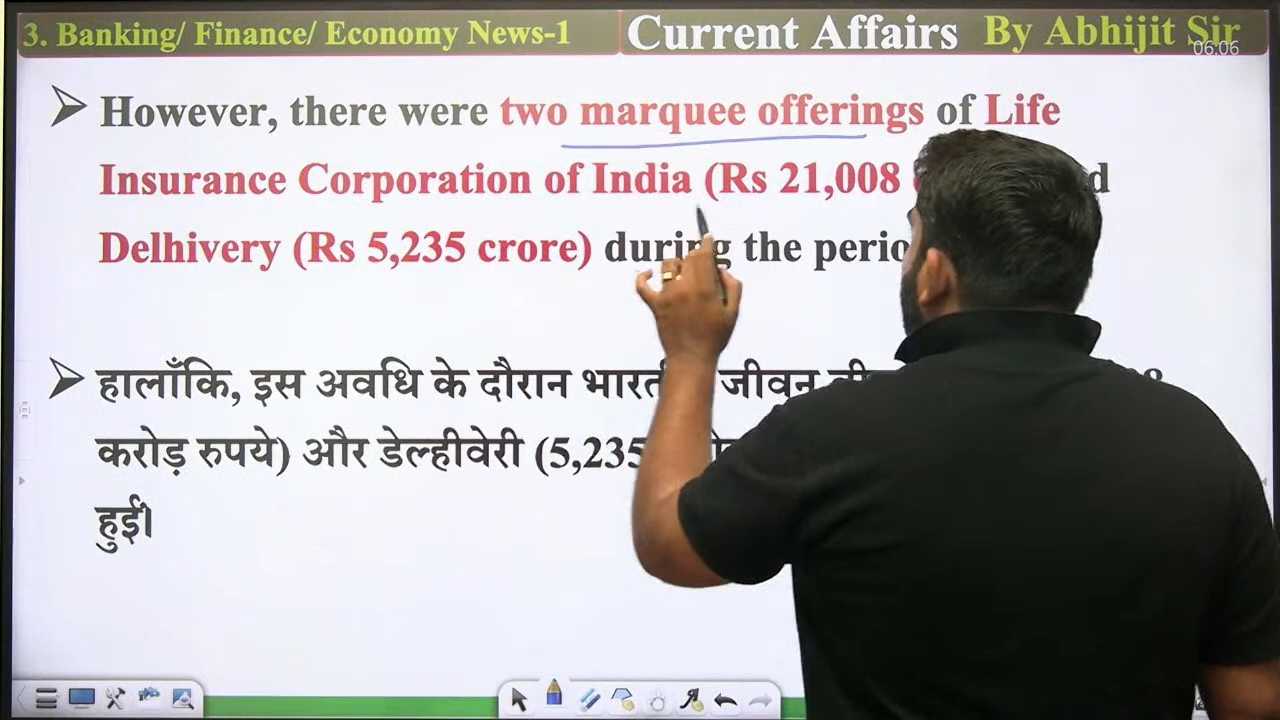 3. Banking/ Finance/ Economy News-1
Current Affairs By Abhijit Sir
06:06
However, there were two marquee offerings of Life
Insurance Corporation of India (Rs 21,008
Delhivery (Rs 5,235 crore) during the
हालाँकि, इस अवधि के दौरान जीवन
करोड़ रुपये) और डेल्हीवेरी (5,235
हुईं।